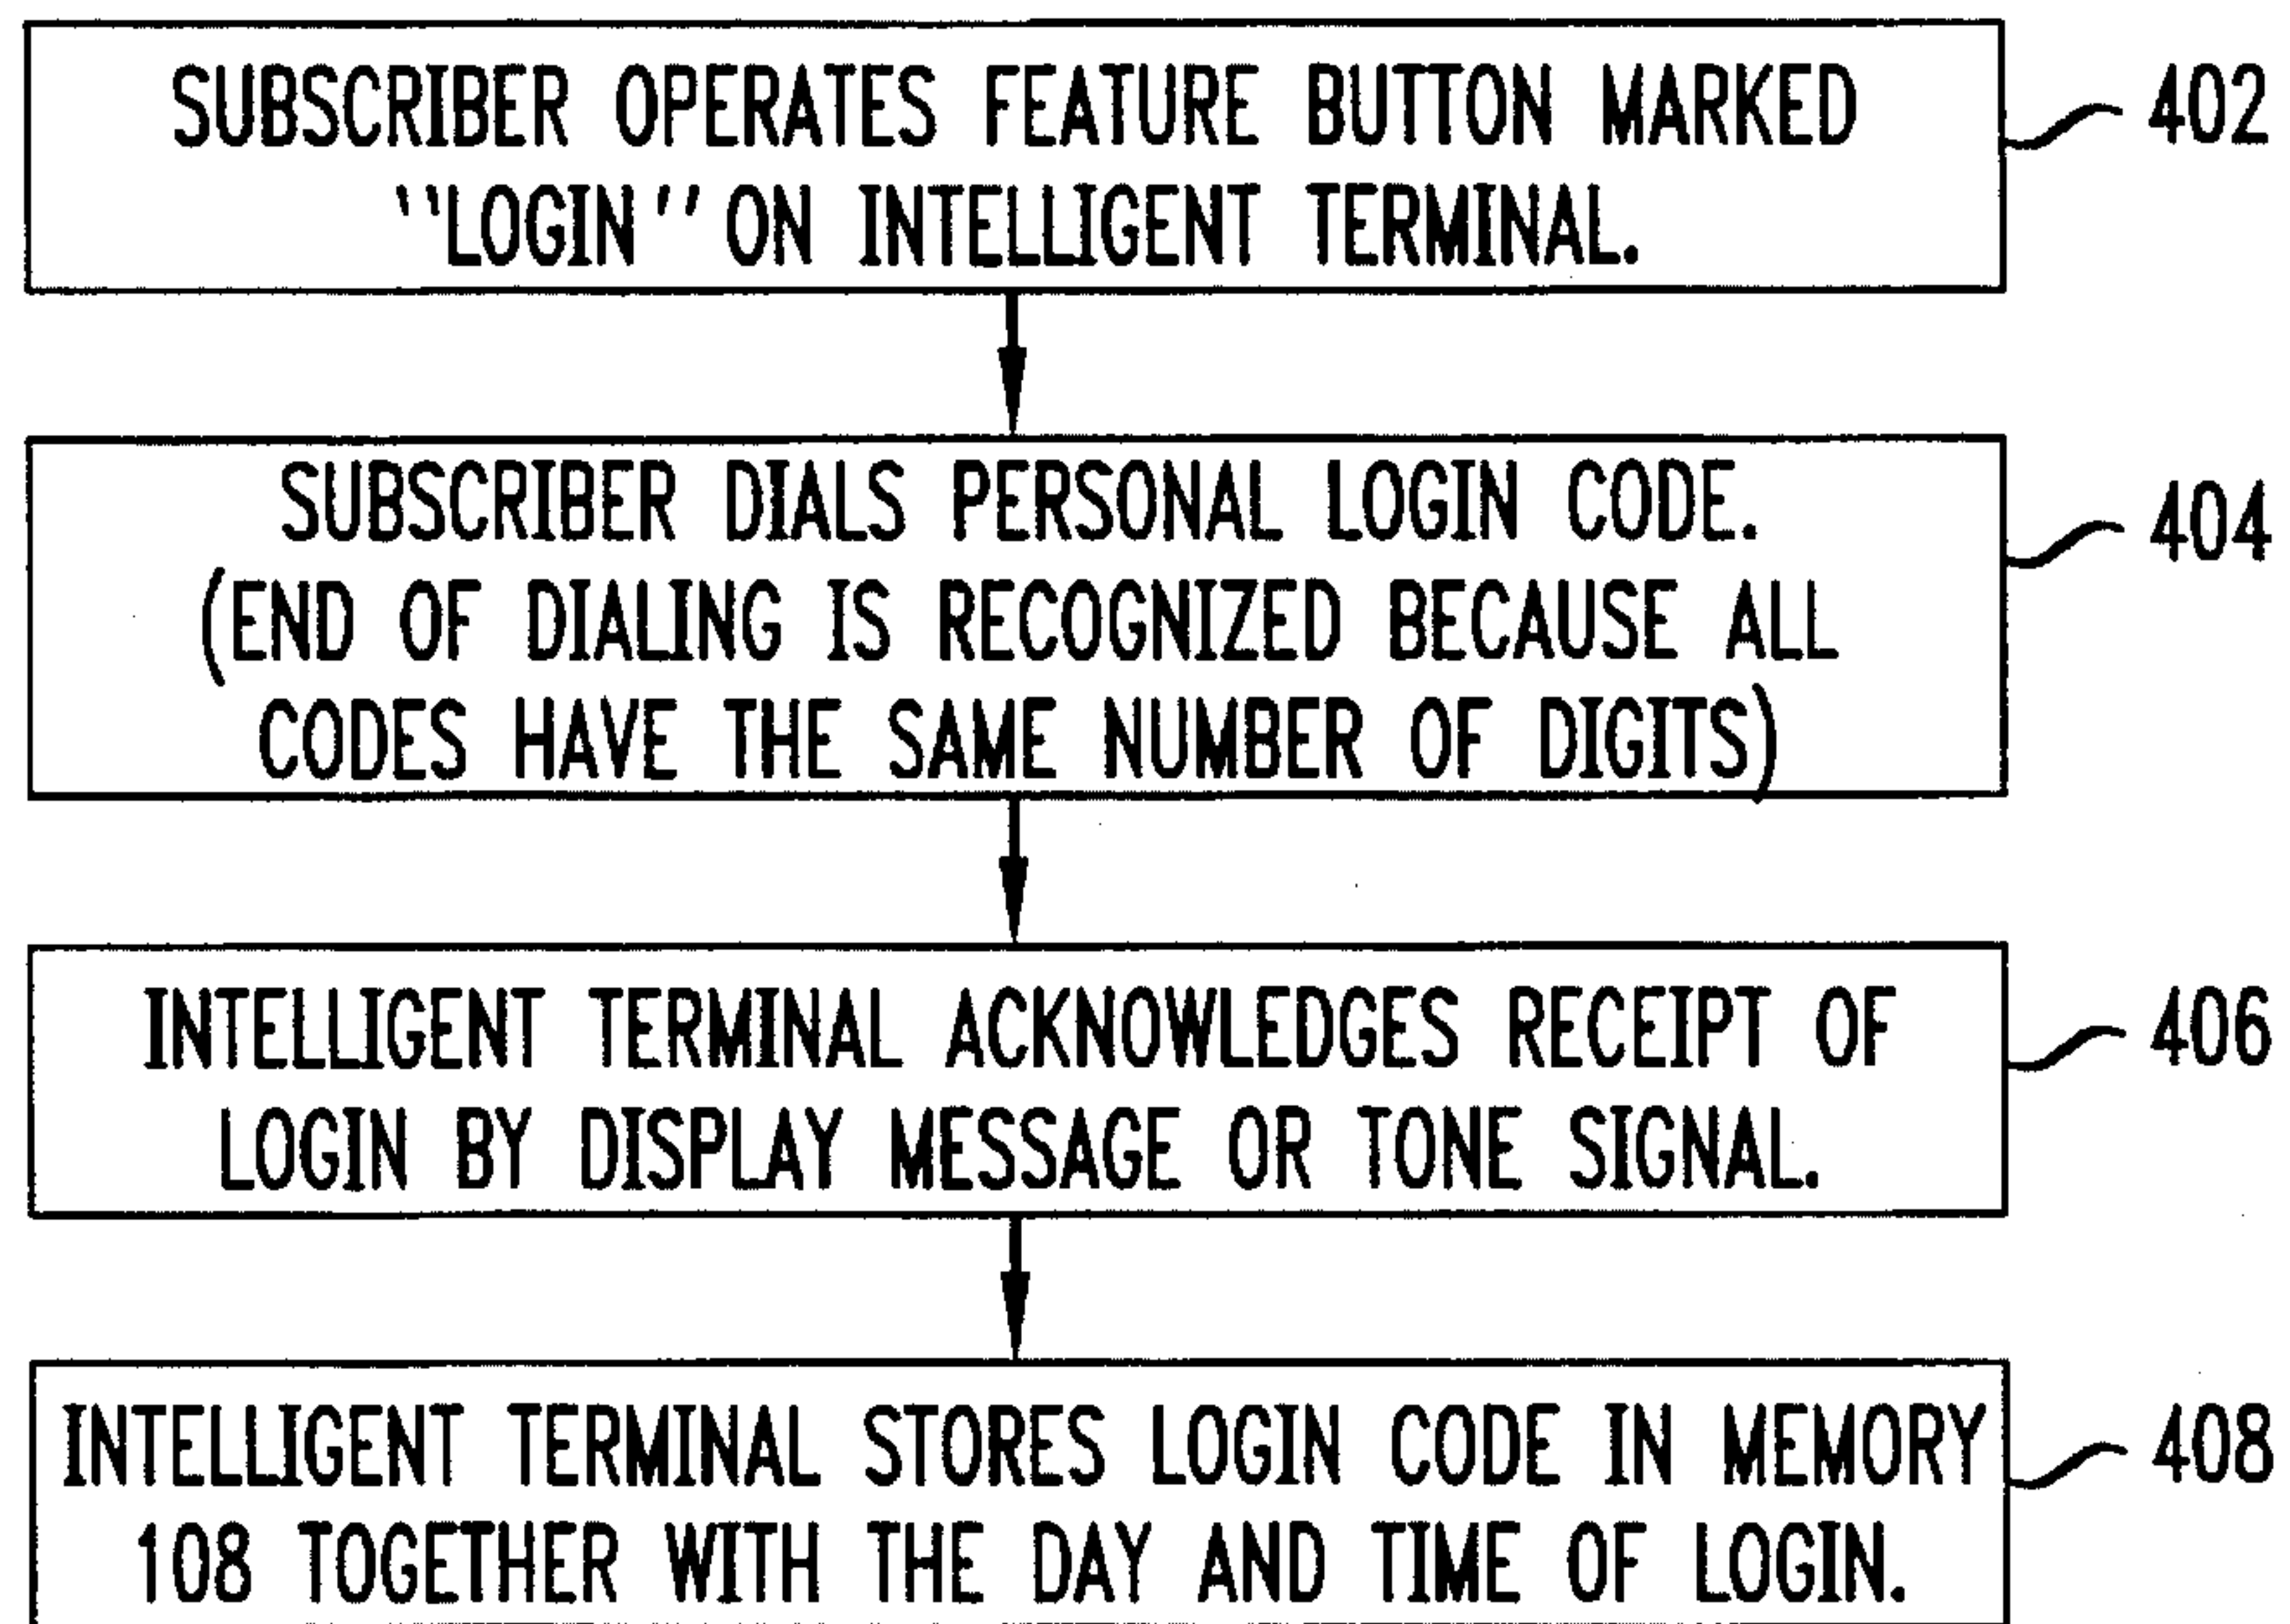 SUBSCRIBER OPERATES FEATURE BUTTON MARKED
"LOGIN" ON INTELLIGENT TERMINAL.
402
SUBSCRIBER DIALS PERSONAL LOGIN CODE.
(END OF DIALING IS RECOGNIZED BECAUSE ALL
CODES HAVE THE SAME NUMBER OF DIGITS)
404
INTELLIGENT TERMINAL ACKNOWLEDGES RECEIPT OF
LOGIN BY DISPLAY MESSAGE OR TONE SIGNAL.
406
INTELLIGENT TERMINAL STORES LOGIN CODE IN MEMORY
108 TOGETHER WITH THE DAY AND TIME OF LOGIN.
408